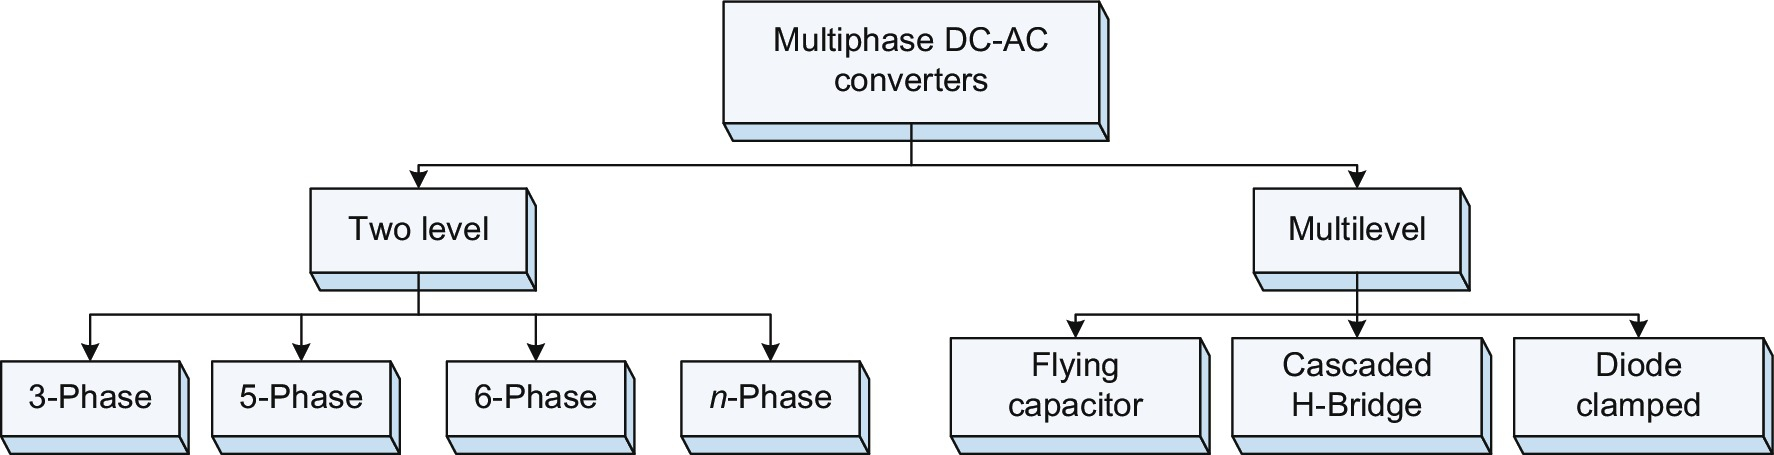 Multiphase DC-AC
converters
Two level
Multilevel
3-Phase
5-Phase
6-Phase
n-Phase
Flying
capacitor
Cascaded
H-Bridge
Diode
clamped